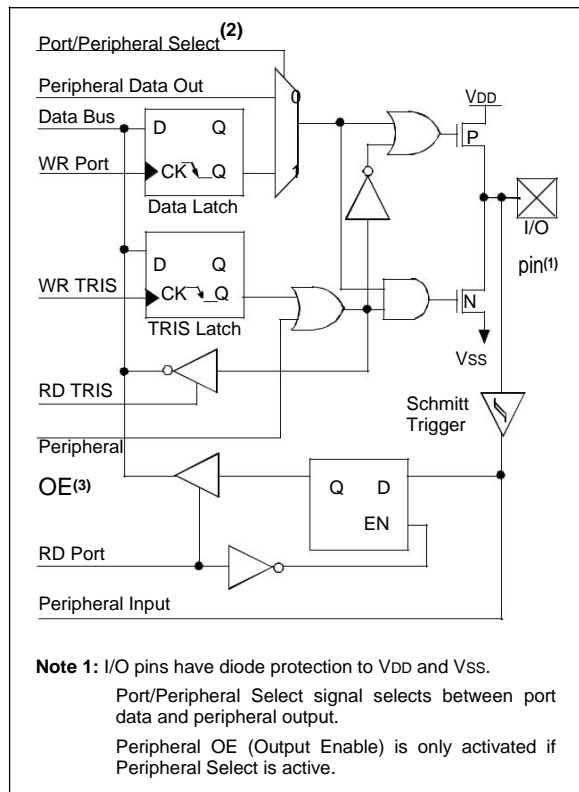 Port/Peripheral Select(2)
Peripheral Data Out
0
VDD
Data Bus
D Q
P
WR Port
CK Q
1
Data Latch
I/O
pin(1)
D Q
WR TRIS
CK Q
N
TRIS Latch
VSS
RD TRIS
Schmitt
Trigger
Peripheral
OE(3)
Q D
EN
RD Port
Peripheral Input
Note 1: I/O pins have diode protection to VDD and VSS.
Port/Peripheral Select signal selects between port
data and peripheral output.
Peripheral OE (Output Enable) is only activated if
Peripheral Select is active.